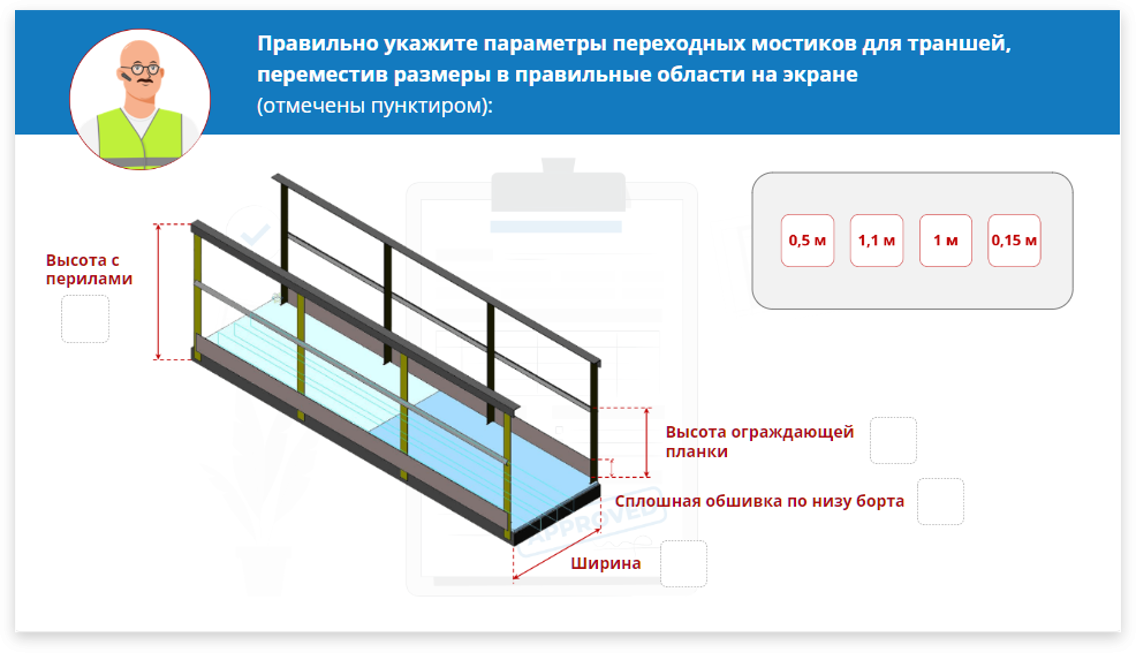 Правильно укажите параметры переходных мостиков для траншей,
переместив размеры в правильные области на экране
(отмечены пунктиром):
0,5 м
1,1 м
1 м
0,15 м
Высота с
перилами
Высота ограждающей
планки
Сплошная обшивка по низу борта
APPROVED
Ширина